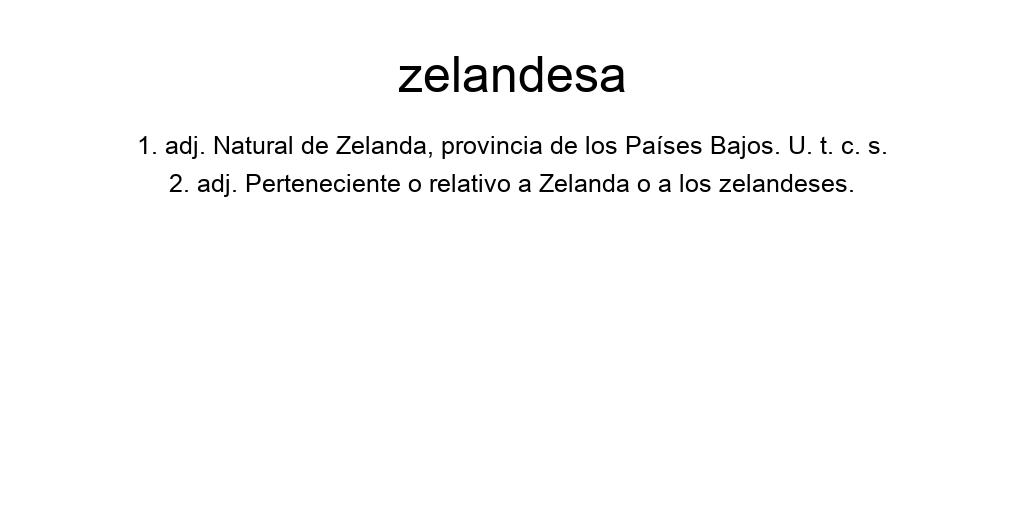 zelandesa
1. adj. Natural de Zelanda, provincia de los Países Bajos. U. t. c. s.
2. adj. Perteneciente o relativo a Zelanda o a los zelandeses.